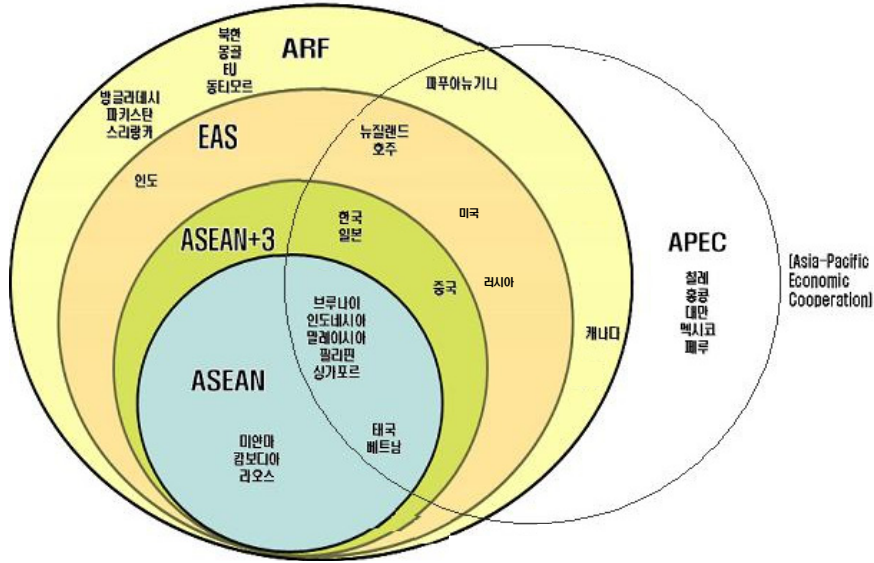 북한
몽골
EU
동티모르
ARF
방글라데시
파키스탄
스리랑카
파푸아뉴기니
EAS
뉴질랜드
호주
인도
ASEAN+3
한국
일본
미국
중국
러시아
APEC
칠레
홍콩
대만
멕시코
페루
(Asia-Pacific
Economic
Cooperation)
브루나이
인도네시아
말레이시아
필리핀
싱가포르
캐나다
ASEAN
태국
베트남
미얀마
캄보디아
라오스